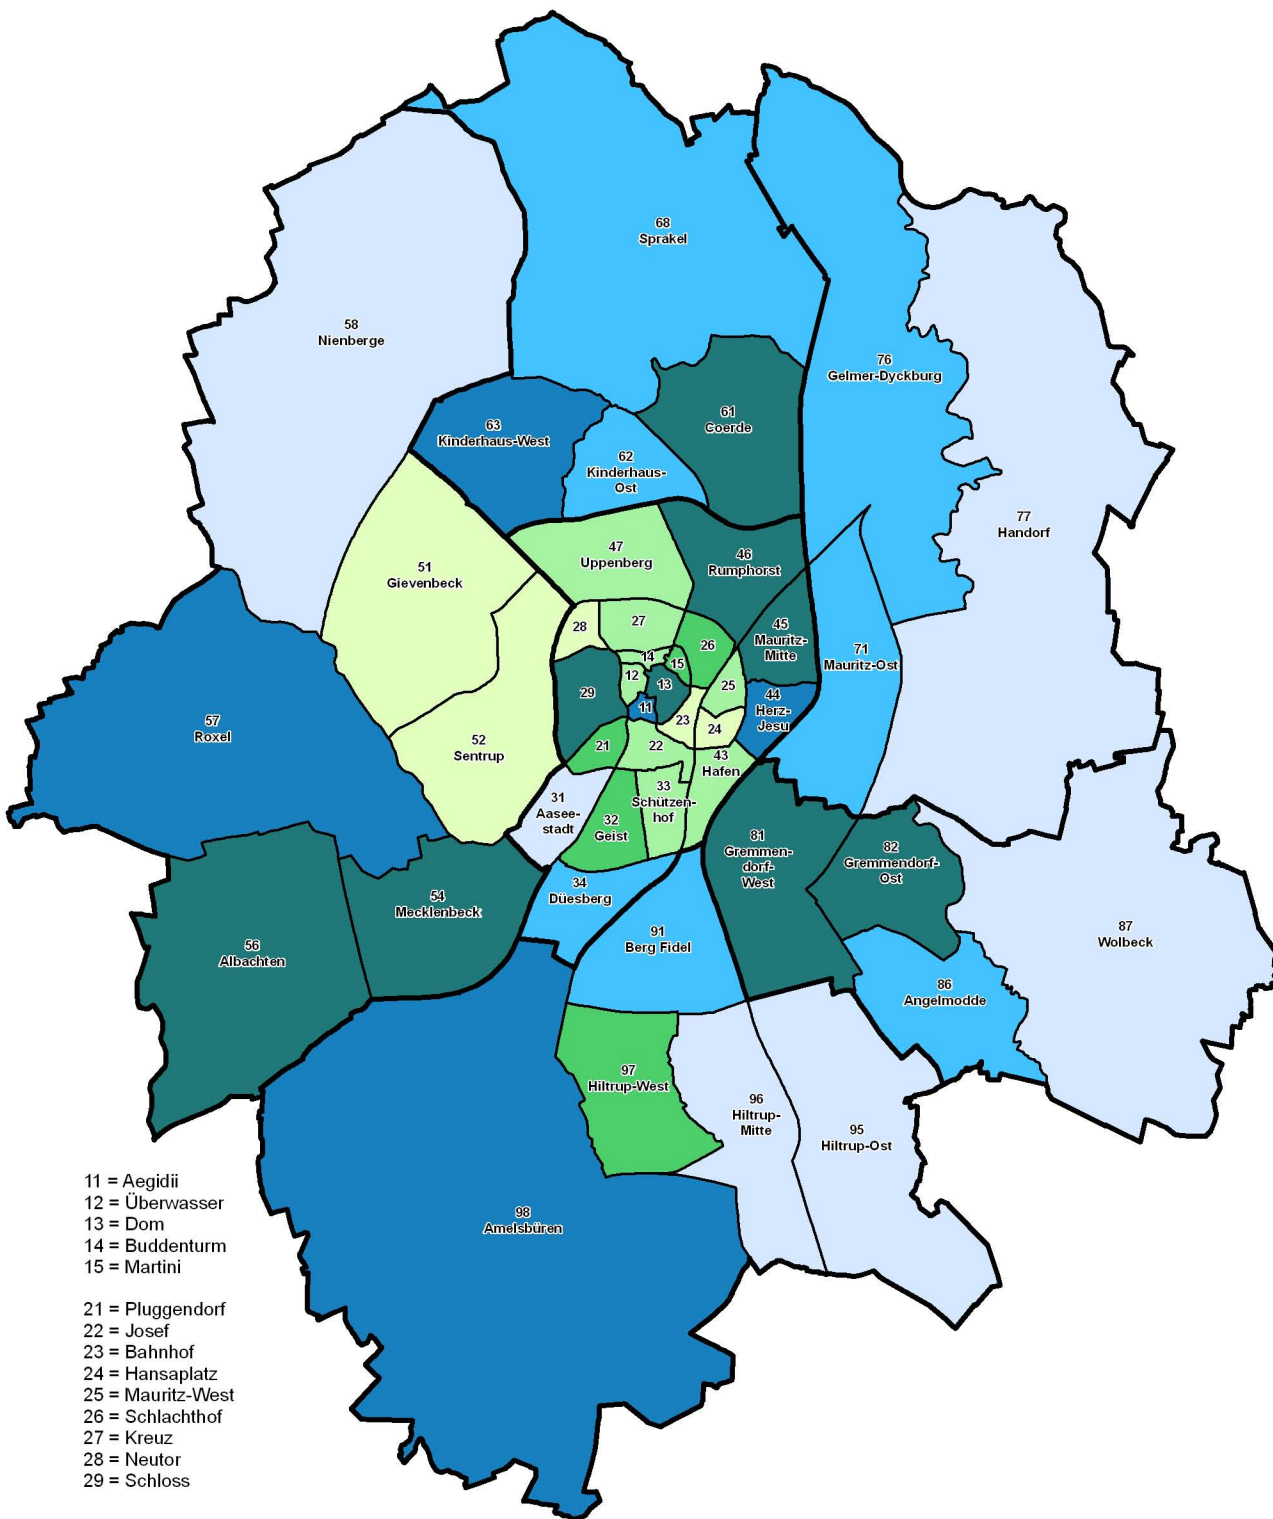 68
Sprakel
58
Nienberge
76
Gelmer-Dyckburg
61
Coerde
63
Kinderhaus-West
62
Kinderhaus-
Ost
77
Handorf
47
Uppenberg
46
Rumphorst
51
Gievenbeck
28
27
26
45
Mauritz-
Mitte
14
15
71
Mauritz-Ost
12
13
25
29
11
44
Herz-
Jesu
23
24
57
Roxel
52
Sentrup
21
22
43
Hafen
31
Aasee-
stadt
33
Schützen-
hof
32
Geist
81
Gremmen-
dorf-
West
82
Gremmendorf-
Ost
34
Düesberg
54
Mecklenbeck
91
Berg Fidel
87
Wolbeck
56
Albachten
86
Angelmodde
97
Hiltrup-West
96
Hiltrup-
Mitte
95
Hiltrup-Ost
98
Amelsbüren
11 = Aegidii
12 = Überwasser
13 = Dom
14 = Buddenturm
15 = Martini
21 = Pluggendorf
22 = Josef
23 = Bahnhof
24 = Hansaplatz
25 = Mauritz-West
26 = Schlachthof
27 = Kreuz
28 = Neutor
29 = Schloss